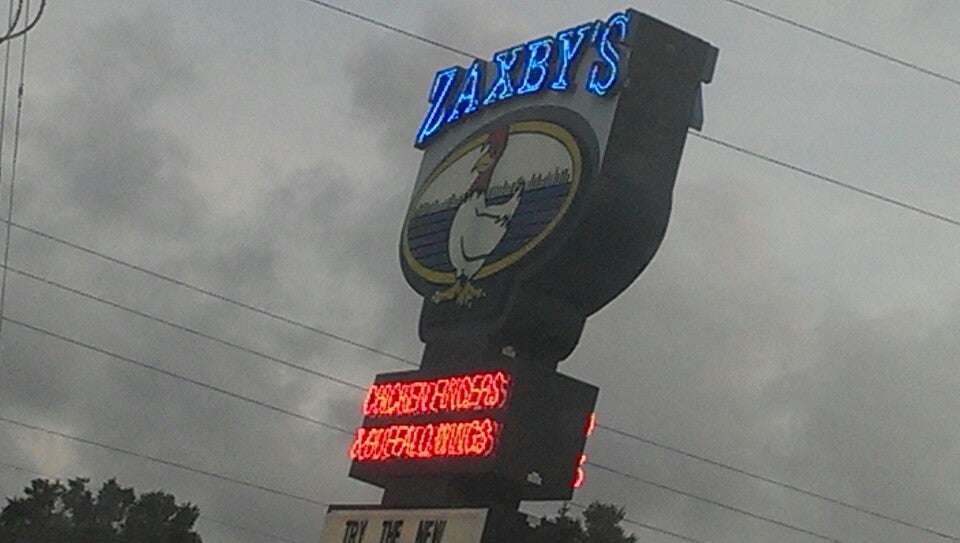 ZAXBY'S
CHICKEN FINGERS
& BUFFALO WINGS
TRY THE NEW